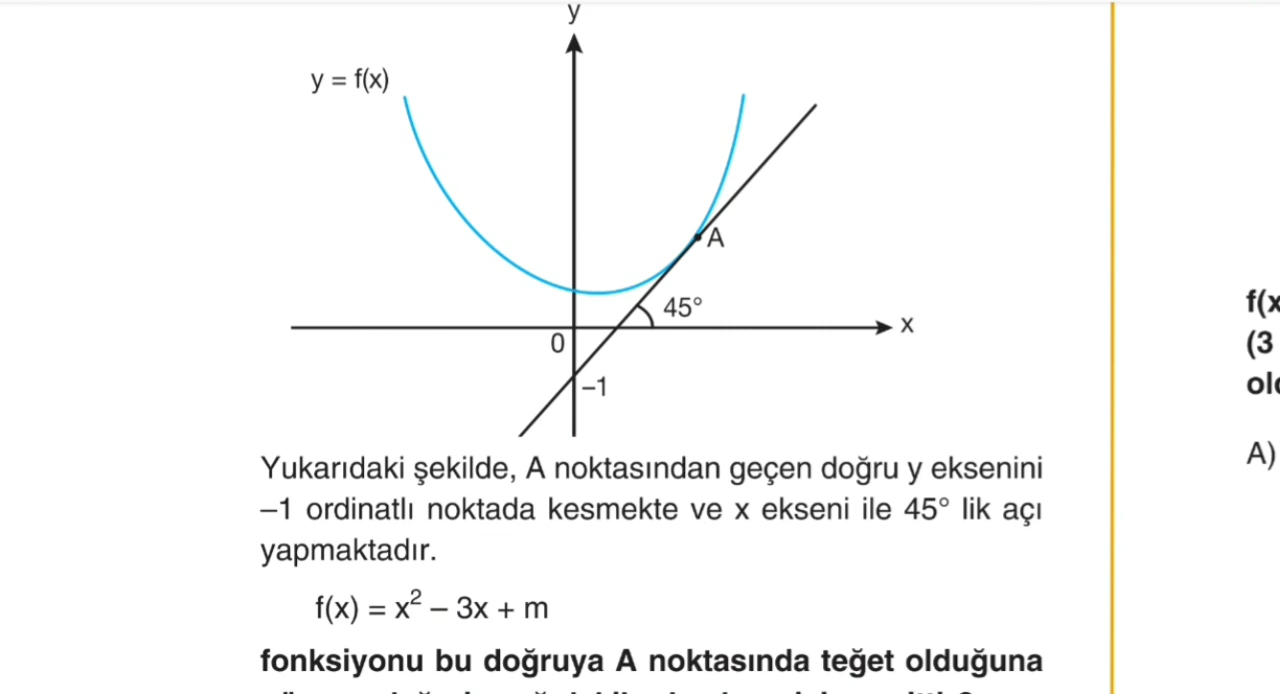 y
y = f(x)
A
45°
x
0
–1
Yukarıdaki şekilde, A noktasından geçen doğru y eksenini
–1 ordinatlı noktada kesmekte ve x ekseni ile 45° lik açı
yapmaktadır.
f(x) = x² – 3x + m
fonksiyonu bu doğruya A noktasında teğet olduğuna
f(x
(3
A)